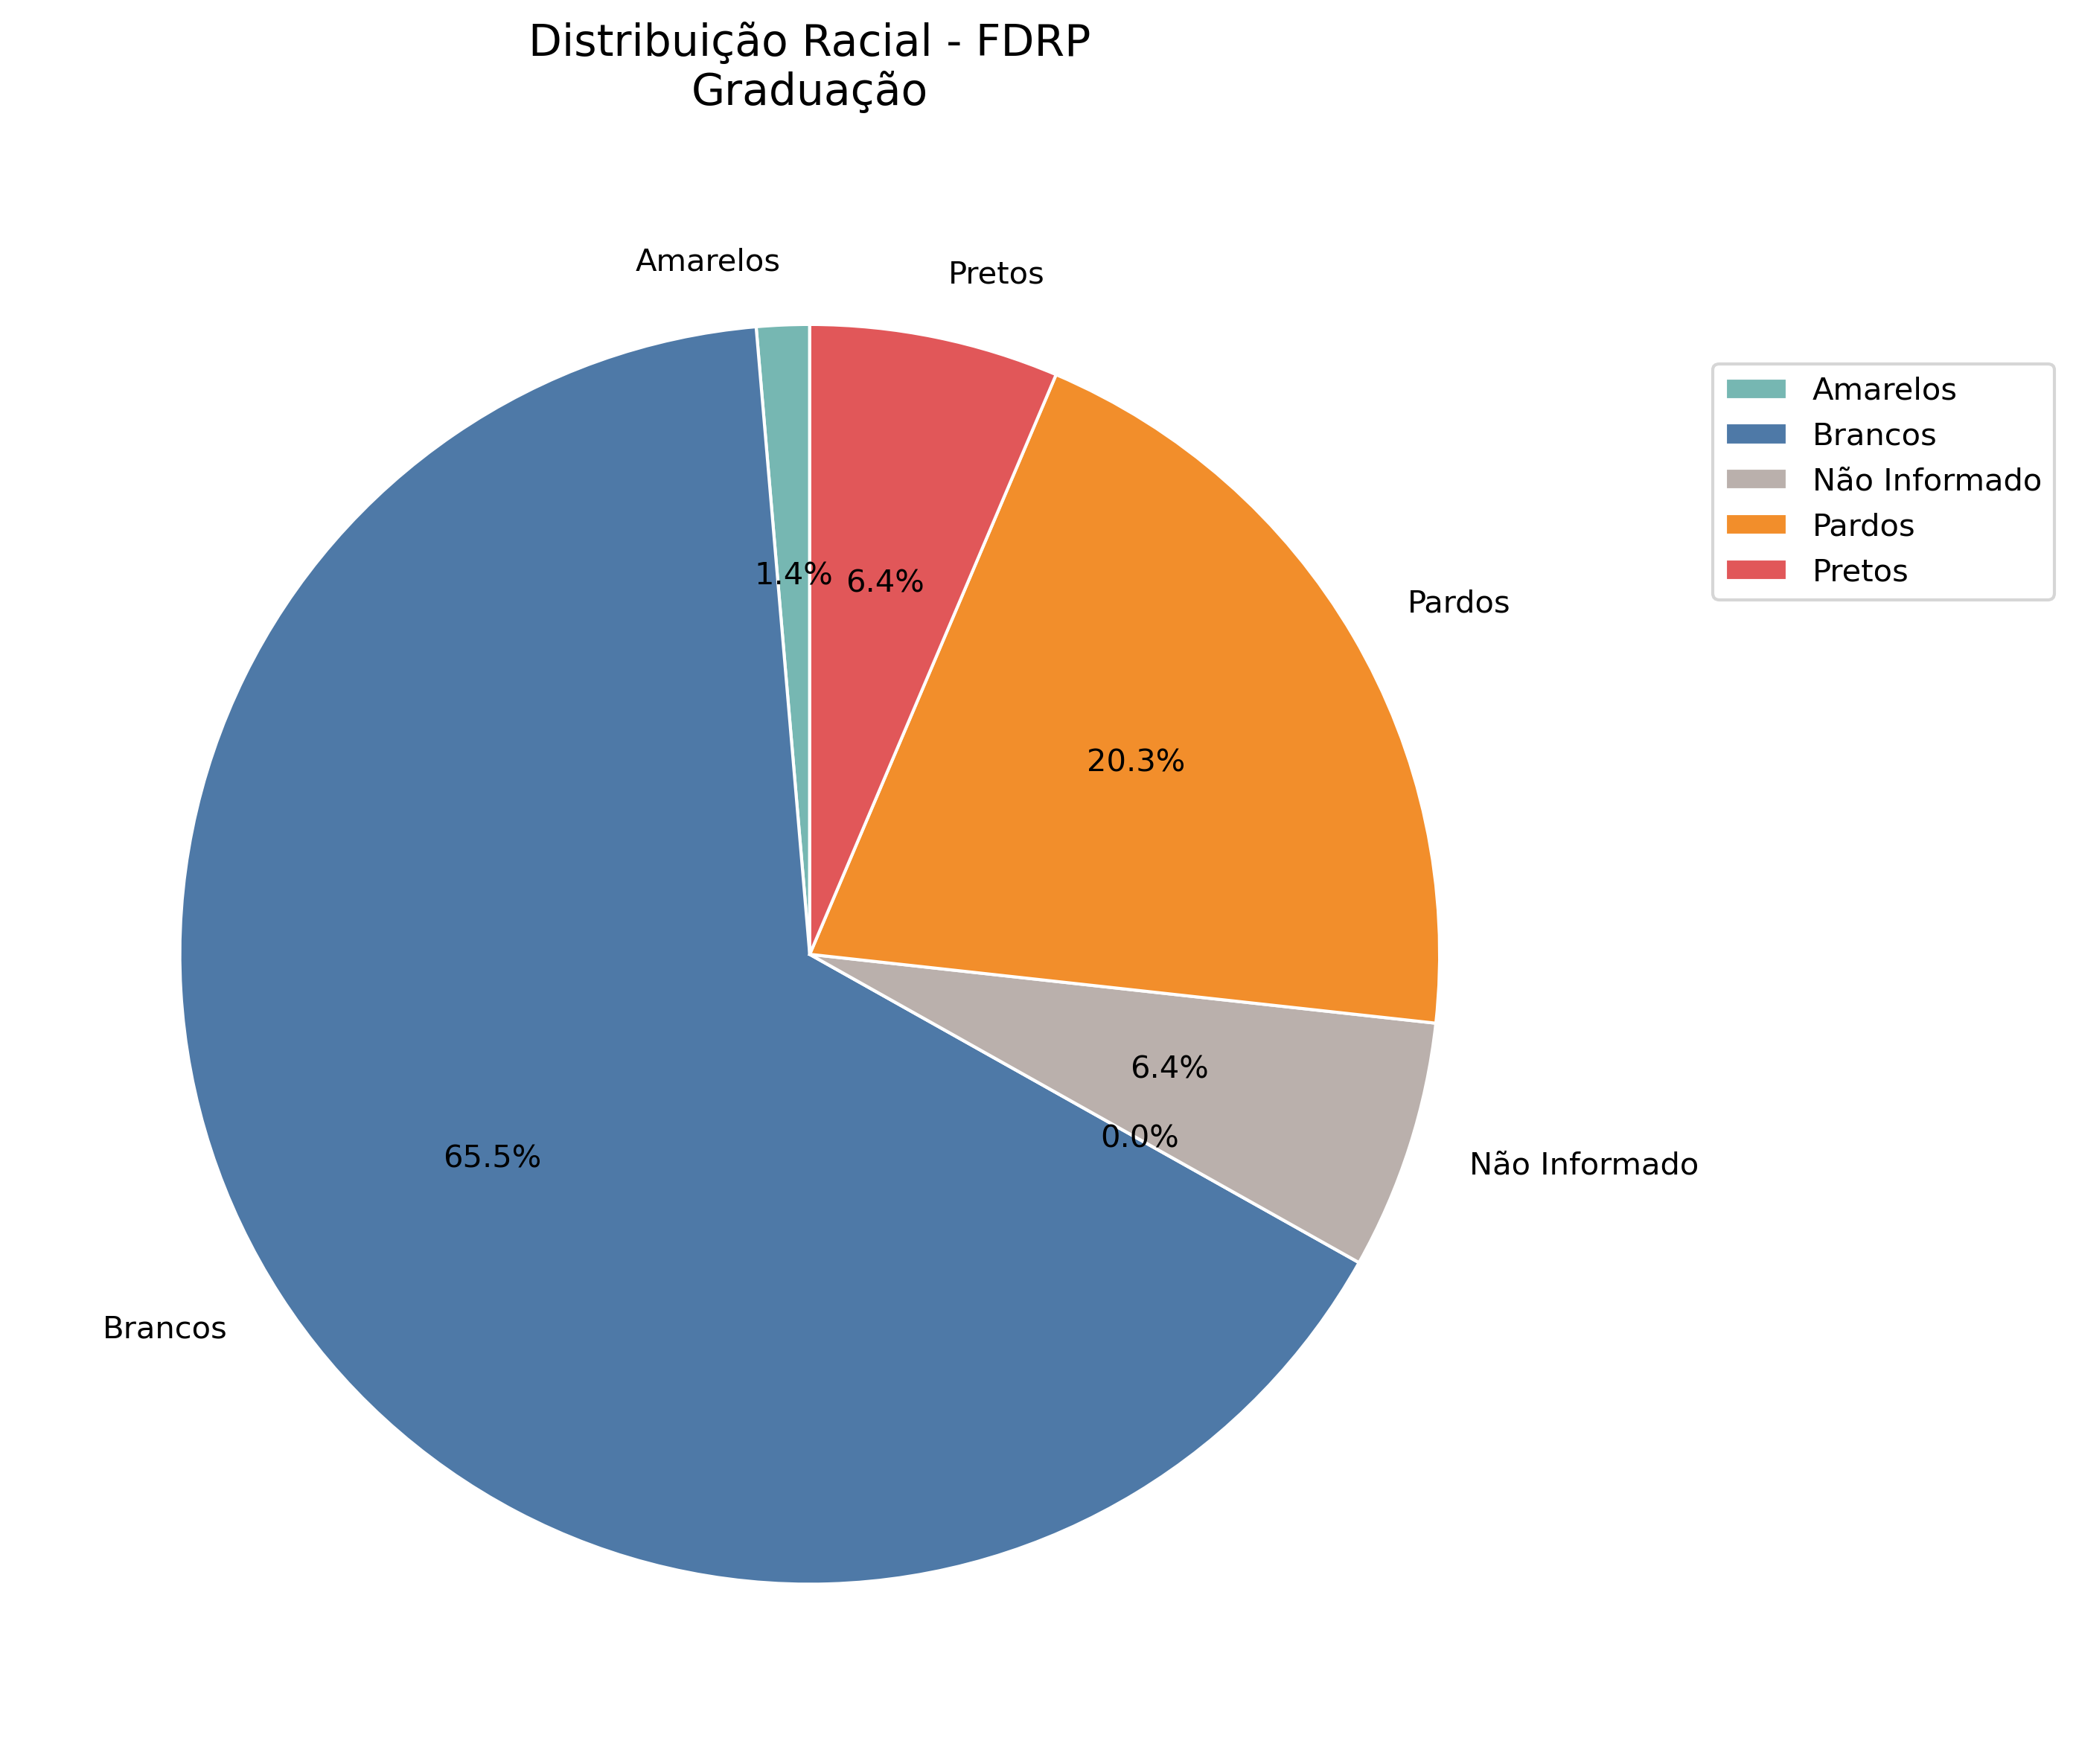 Distribuição Racial - FDRP
Graduação
Amarelos
Pretos
Amarelos
Brancos
Não Informado
Pardos
Pretos
1.4%
6.4%
Pardos
20.3%
6.4%
0.0%
65.5%
Não Informado
Brancos